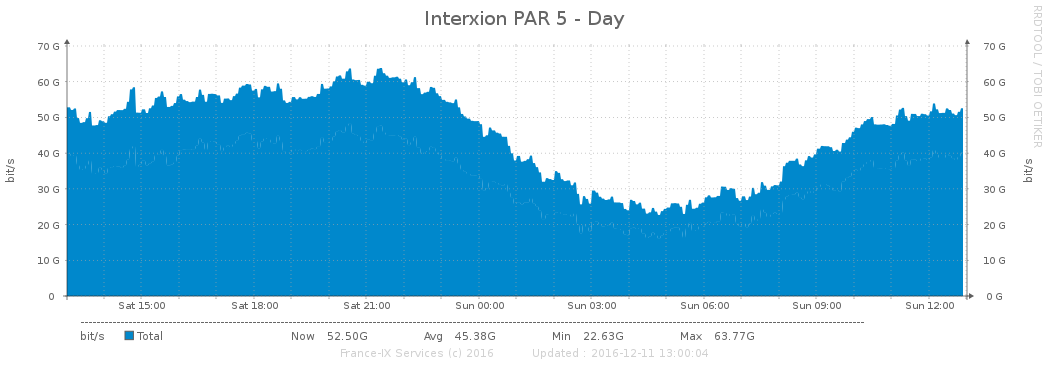 Interxion PAR 5 - Day
RRDTOOL / TOBI OETIKER
70 G 70 G
60 G 60 G
50 G 50 G
40 G 40 G
30 G 30 G
20 G 20 G
10 G 10 G
0 0 G
bit/s bit/s
Sat 15:00 Sat 18:00 Sat 21:00 Sun 00:00 Sun 03:00 Sun 06:00 Sun 09:00 Sun 12:00
bit/s Total Now 52.50G Avg 45.38G Min 22.63G Max 63.77G
France-IX Services (c) 2016 Updated : 2016-12-11 13:00:04